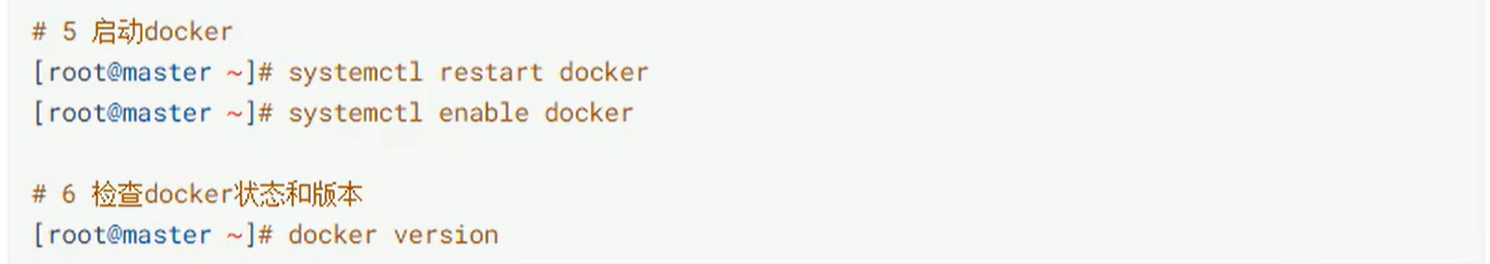 # 5 启动docker
[root@master ~]# systemctl restart docker
[root@master ~]# systemctl enable docker
# 6 检查docker状态和版本
[root@master ~]# docker version